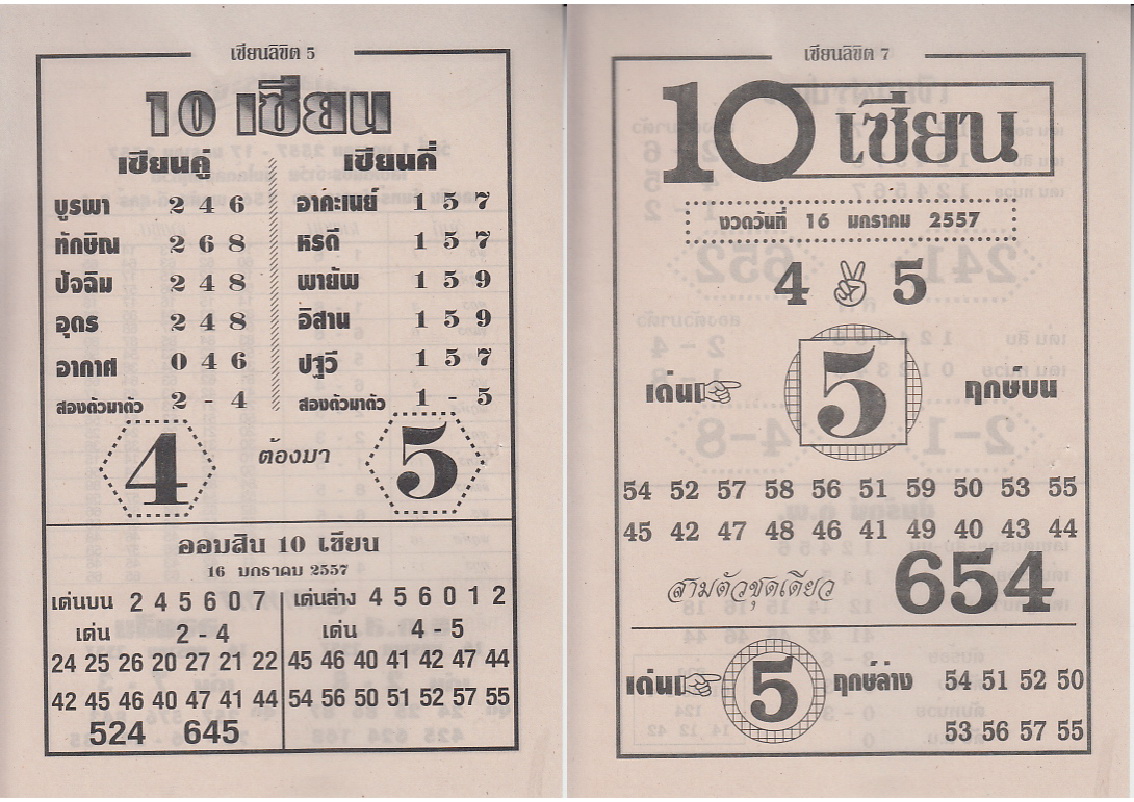 เซียนลิขิต 5
10 เซียน
เซียนคู่ เซียนคี่
บูรพา 2 4 6 อาคะเนย์ 1 5 7
ทักษิณ 2 6 8 หรดี 1 5 7
ปัจฉิม 2 4 8 พายัพ 1 5 9
อุดร 2 4 8 อิสาน 1 5 9
อากาศ 0 4 6 ปฐวี 1 5 7
สองตัวมาตัว 2 - 4 สองตัวมาตัว 1 - 5
4 ต้องมา 5
ออมสิน 10 เซียน
16 มกราคม 2557
เด่นบน 2 4 5 6 0 7 เด่นล่าง 4 5 6 0 1 2
เด่น 2 - 4 เด่น 4 - 5
24 25 26 20 27 21 22 45 46 40 41 42 47 44
42 45 46 40 47 41 44 54 56 50 51 52 57 55
524 645
เซียนลิขิต 7
10 เซียน
งวดวันที่ 16 มกราคม 2557
4 5
เด่น 5 ฤกษ์บน
54 52 57 58 56 51 59 50 53 55
45 42 47 48 46 41 49 40 43 44
สามตัวชุดเดียว 654
เด่น 5 ฤกษ์ล่าง 54 51 52 50
53 56 57 55